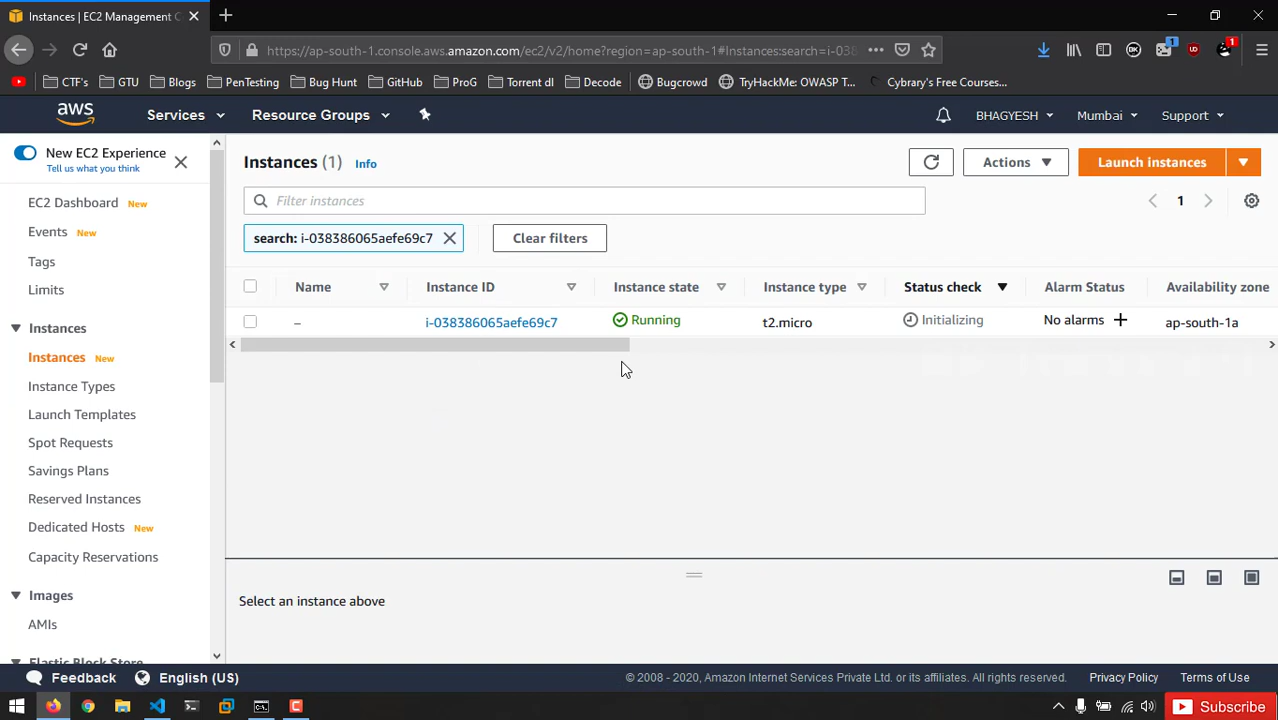 Instances | EC2 Management C
https://ap-south-1.console.aws.amazon.com/ec2/v2/home?region=ap-south-1#Instances:search=i-038
1
1
CTF's
GTU
Blogs
PenTesting
Bug Hunt
GitHub
ProG
Torrent dl
Decode
Bugcrowd
TryHackMe: OWASP T...
Cybrary's Free Courses...
aws
Services
Resource Groups
BHAGYESH
Mumbai
Support
New EC2 Experience
Tell us what you think
EC2 Dashboard New
Events New
Tags
Limits
Instances
Instances New
Instance Types
Launch Templates
Spot Requests
Savings Plans
Reserved Instances
Dedicated Hosts New
Capacity Reservations
Images
AMIs
Elastic Block Store
Instances (1) Info
Actions
Launch instances
Filter instances
1
search: i-038386065aefe69c7
Clear filters
Name Instance ID Instance state Instance type Status check Alarm Status Availability zone
– i-038386065aefe69c7 Running t2.micro Initializing No alarms + ap-south-1a
Select an instance above
Feedback English (US) © 2008 - 2020, Amazon Internet Services Private Ltd. or its affiliates. All rights reserved. Privacy Policy Terms of Use
Subscribe